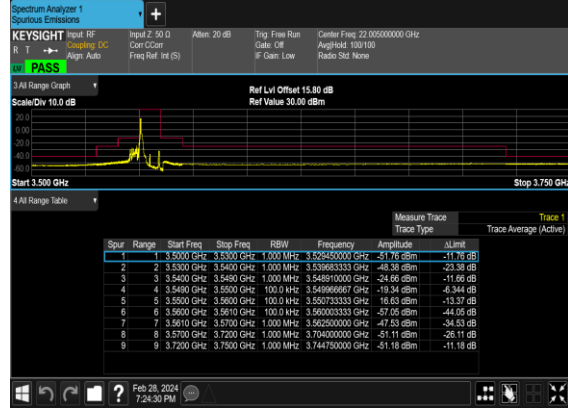 Spectrum Analyzer 1
Spurious Emissions
+
KEYSIGHT Input: RF Input Z: 50 Ω Atten: 20 dB Trig: Free Run Center Freq: 22.005000000 GHz
R T Coupling: DC Corr CCorr Gate: Off Avg|Hold: 100/100
Align: Auto Freq Ref: Int (S) IF Gain: Low Radio Std: None
PASS
3 All Range Graph Ref Lvl Offset 15.80 dB
Scale/Div 10.0 dB Ref Value 30.00 dBm
20.0
0.00
-20.0
-40.0
-60.0
Start 3.500 GHz Stop 3.750 GHz
4 All Range Table
Measure Trace Trace 1
Trace Type Trace Average (Active)
Spur Range Start Freq Stop Freq RBW Frequency Amplitude ΔLimit
1 1 3.5000 GHz 3.5300 GHz 1.000 MHz 3.529450000 GHz -51.76 dBm -11.76 dB
2 2 3.5300 GHz 3.5400 GHz 1.000 MHz 3.539683333 GHz -48.38 dBm -23.38 dB
3 3 3.5400 GHz 3.5490 GHz 1.000 MHz 3.548910000 GHz -24.66 dBm -11.66 dB
4 4 3.5490 GHz 3.5500 GHz 100.0 kHz 3.549966667 GHz -19.34 dBm -6.344 dB
5 5 3.5500 GHz 3.5600 GHz 100.0 kHz 3.550733333 GHz 16.63 dBm -13.37 dB
6 6 3.5600 GHz 3.5610 GHz 100.0 kHz 3.560003333 GHz -57.05 dBm -44.05 dB
7 7 3.5610 GHz 3.5700 GHz 1.000 MHz 3.562500000 GHz -47.53 dBm -34.53 dB
8 8 3.5700 GHz 3.7200 GHz 1.000 MHz 3.704000000 GHz -51.11 dBm -26.11 dB
9 9 3.7200 GHz 3.7500 GHz 1.000 MHz 3.744750000 GHz -51.18 dBm -11.18 dB
? Feb 28, 2024
7:24:30 PM